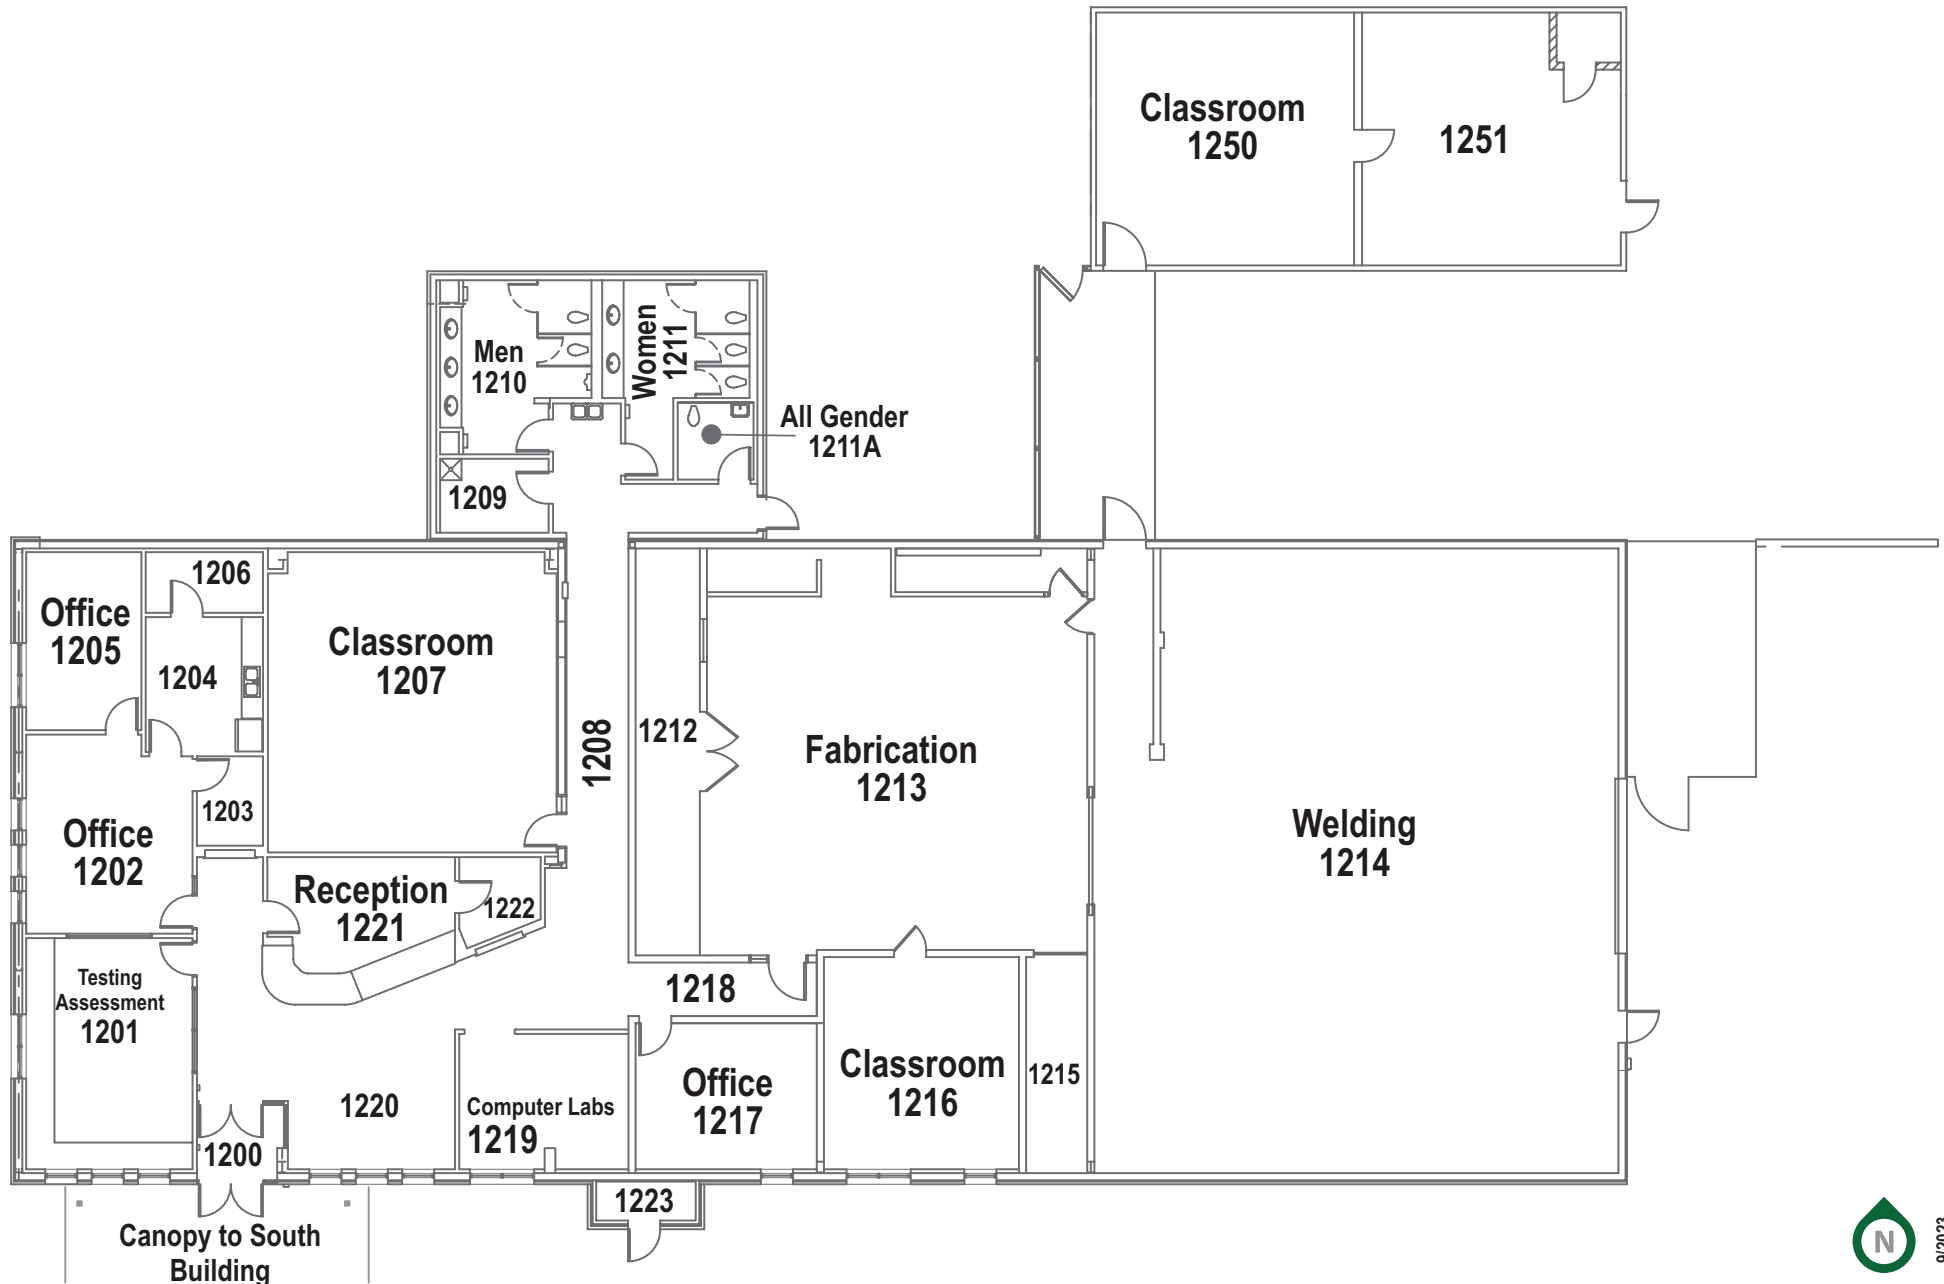 Classroom
1250
1251
Men
1210
Women
1211
All Gender
1211A
1209
1206
Office
1205
1204
Classroom
1207
1208
1212
Fabrication
1213
Welding
1214
1203
Office
1202
Reception
1221
1222
Testing
Assessment
1201
1218
1220
Computer Labs
1219
Office
1217
Classroom
1216
1215
1200
1223
Canopy to South
Building
N
9/2023